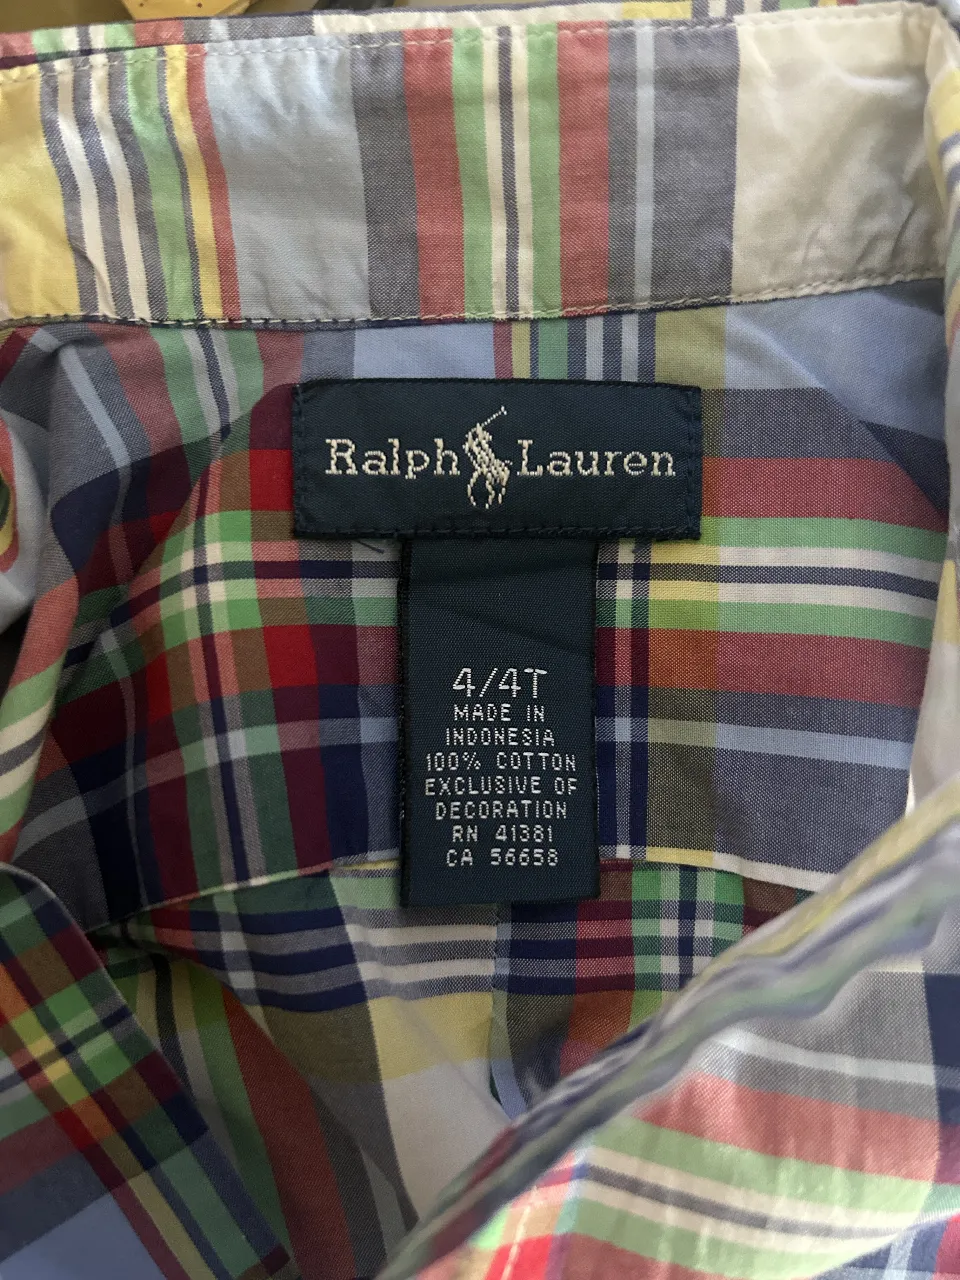 Ralph Lauren
4/4T
MADE IN
INDONESIA
100% COTTON
EXCLUSIVE OF
DECORATION
RN 41381
CA 56658